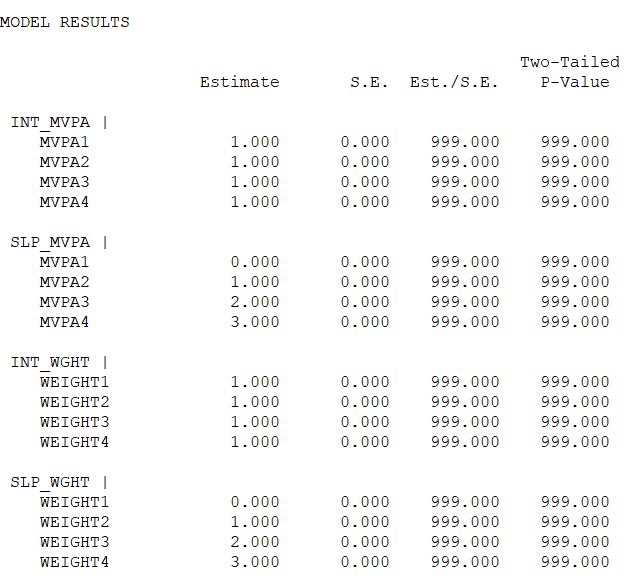 MODEL RESULTS
Two-Tailed
Estimate S.E. Est./S.E. P-Value
INT_MVPA |
MVPA1 1.000 0.000 999.000 999.000
MVPA2 1.000 0.000 999.000 999.000
MVPA3 1.000 0.000 999.000 999.000
MVPA4 1.000 0.000 999.000 999.000
SLP_MVPA |
MVPA1 0.000 0.000 999.000 999.000
MVPA2 1.000 0.000 999.000 999.000
MVPA3 2.000 0.000 999.000 999.000
MVPA4 3.000 0.000 999.000 999.000
INT_WGHT |
WEIGHT1 1.000 0.000 999.000 999.000
WEIGHT2 1.000 0.000 999.000 999.000
WEIGHT3 1.000 0.000 999.000 999.000
WEIGHT4 1.000 0.000 999.000 999.000
SLP_WGHT |
WEIGHT1 0.000 0.000 999.000 999.000
WEIGHT2 1.000 0.000 999.000 999.000
WEIGHT3 2.000 0.000 999.000 999.000
WEIGHT4 3.000 0.000 999.000 999.000